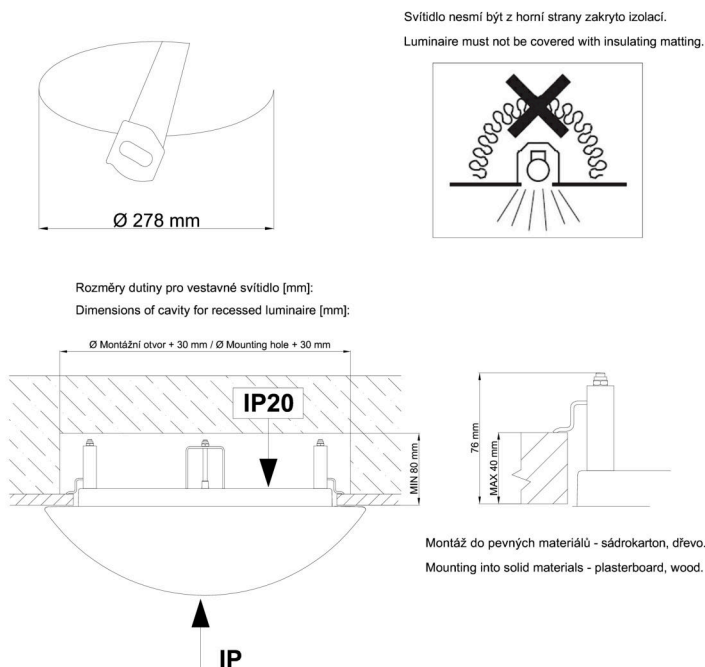 Svítidlo nesmí být z horní strany zakryto izolací.
Luminaire must not be covered with insulating matting.
Ø 278 mm
Rozměry dutiny pro vestavné svítidlo [mm]:
Dimensions of cavity for recessed luminaire [mm]:
Ø Montážní otvor + 30 mm / Ø Mounting hole + 30 mm
IP20
MIN 80 mm
76 mm
MAX 40 mm
Montáž do pevných materiálů - sádrokarton, dřevo.
Mounting into solid materials - plasterboard, wood.
IP